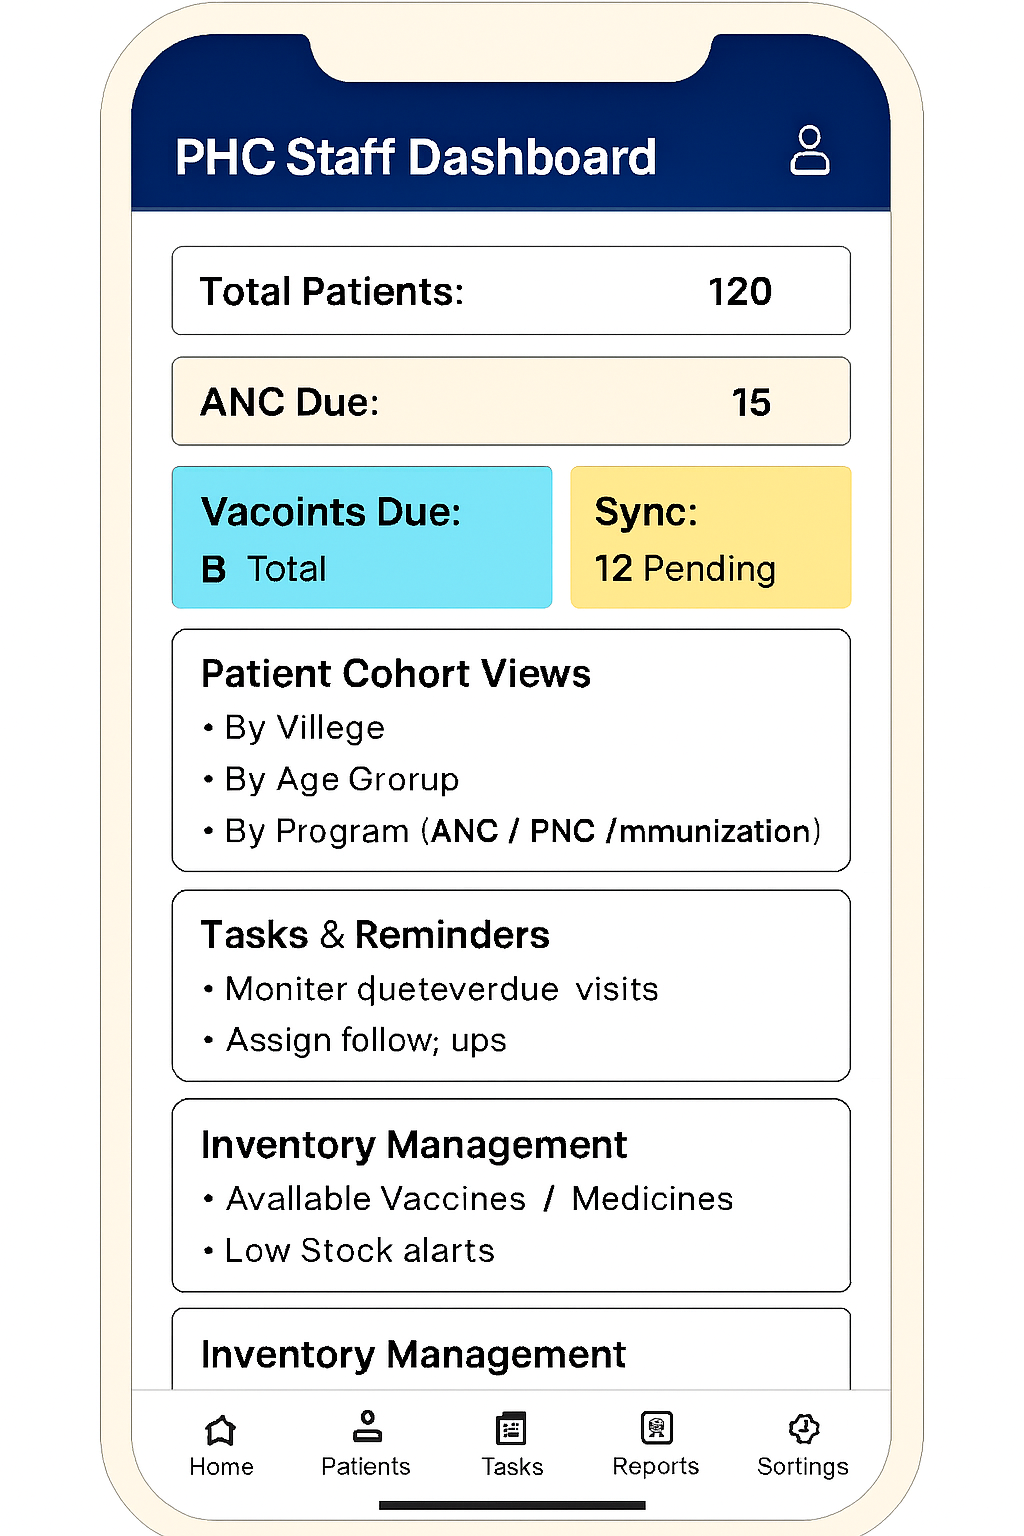 PHC Staff Dashboard
Total Patients: 120
ANC Due: 15
Vacoints Due:
B Total
Sync:
12 Pending
Patient Cohort Views
• By Villege
• By Age Grorup
• By Program (ANC / PNC /mmunization)
Tasks & Reminders
• Moniter dueteverdue visits
• Assign follow; ups
Inventory Management
• Avallable Vaccines / Medicines
• Low Stock alarts
Inventory Management
Home Patients Tasks Reports Sortings